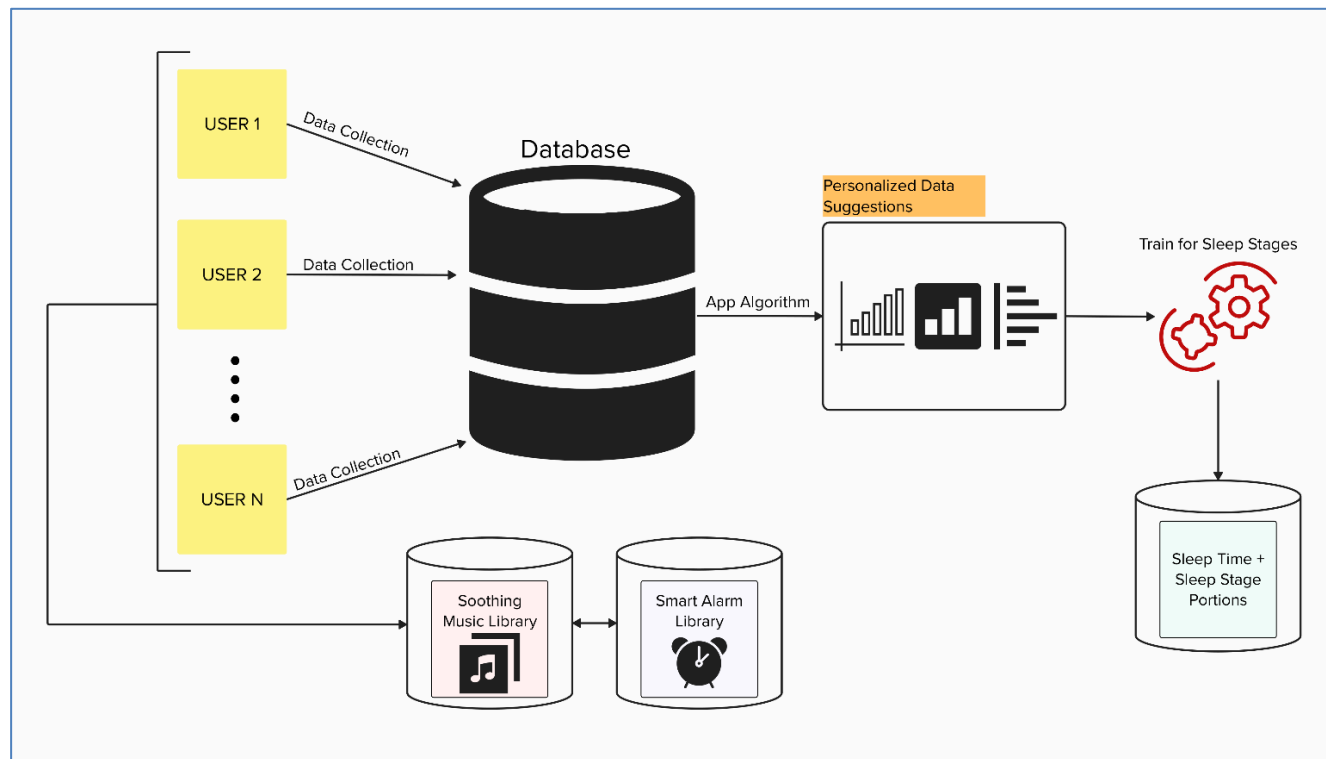 USER 1
Data Collection
Database
Personalized Data
Suggestions
Train for Sleep Stages
USER 2
Data Collection
App Algorithm
USER N
Data Collection
Soothing
Music Library
Smart Alarm
Library
Sleep Time +
Sleep Stage
Portions